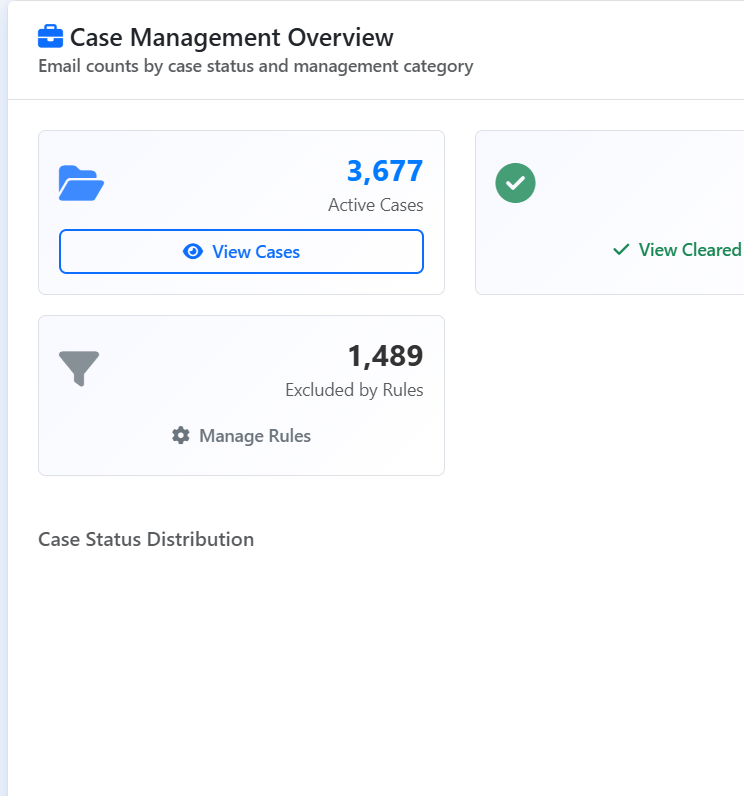 Case Management Overview
Email counts by case status and management category
3,677
Active Cases
View Cases
View Cleared
1,489
Excluded by Rules
Manage Rules
Case Status Distribution